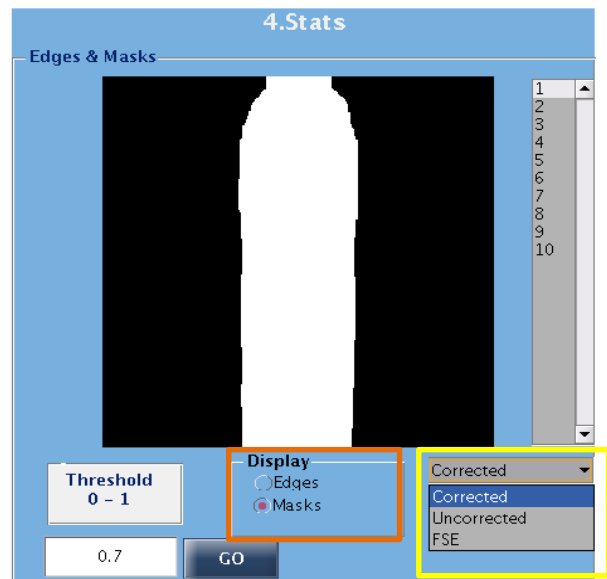 4.Stats
Edges & Masks
1
2
3
4
5
6
7
8
9
10
Threshold
0 – 1
Display
Edges
Masks
Corrected
Corrected
Uncorrected
FSE
0.7
GO